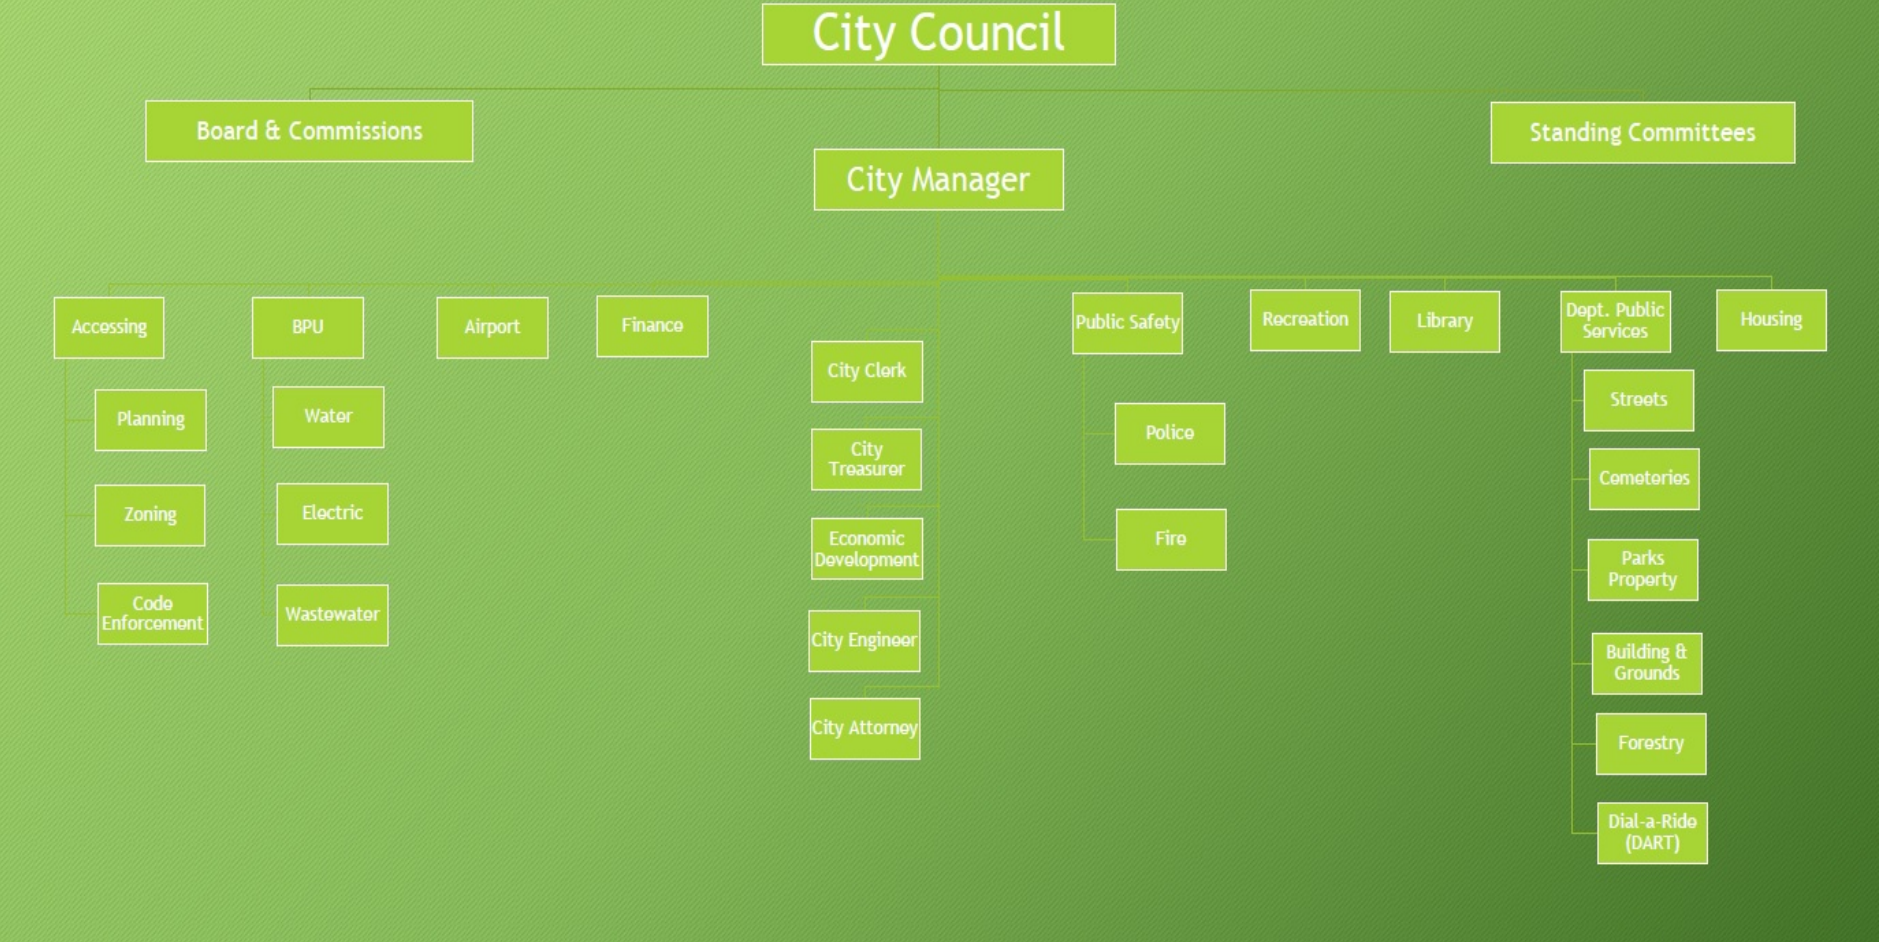 City Council
Board & Commissions
Standing Committees
City Manager
Accessing
BPU
Airport
Finance
Public Safety
Recreation
Library
Dept. Public
Services
Housing
City Clerk
City
Treasurer
Economic
Development
City Engineer
City Attorney
Planning
Zoning
Code
Enforcement
Water
Electric
Wastewater
Police
Fire
Streets
Cemeteries
Parks
Property
Building &
Grounds
Forestry
Dial-a-Ride
(DART)